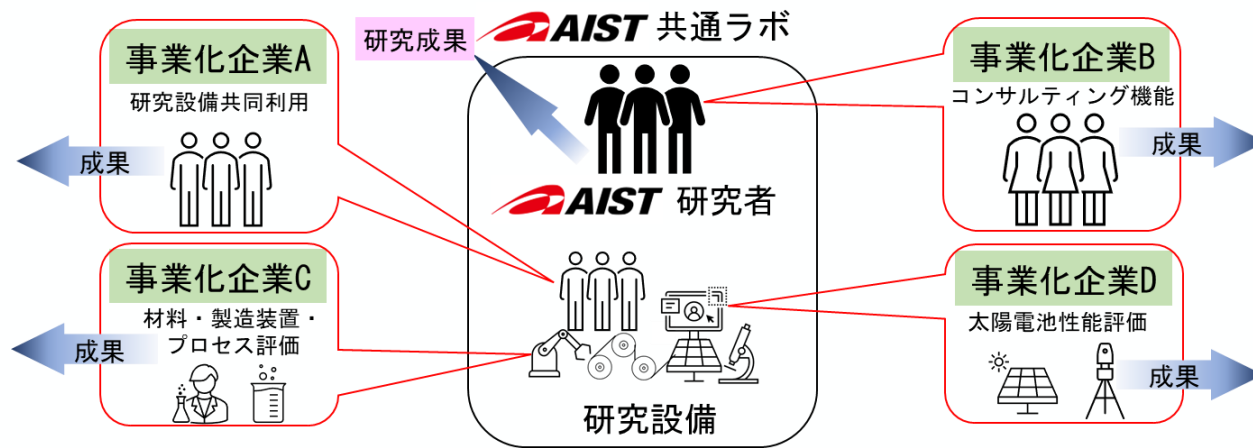 AIST 共通ラボ
研究成果
事業化企業A
研究設備共同利用
成果
事業化企業B
コンサルティング機能
成果
AIST 研究者
事業化企業C
材料・製造装置・
プロセス評価
成果
事業化企業D
太陽電池性能評価
成果
研究設備